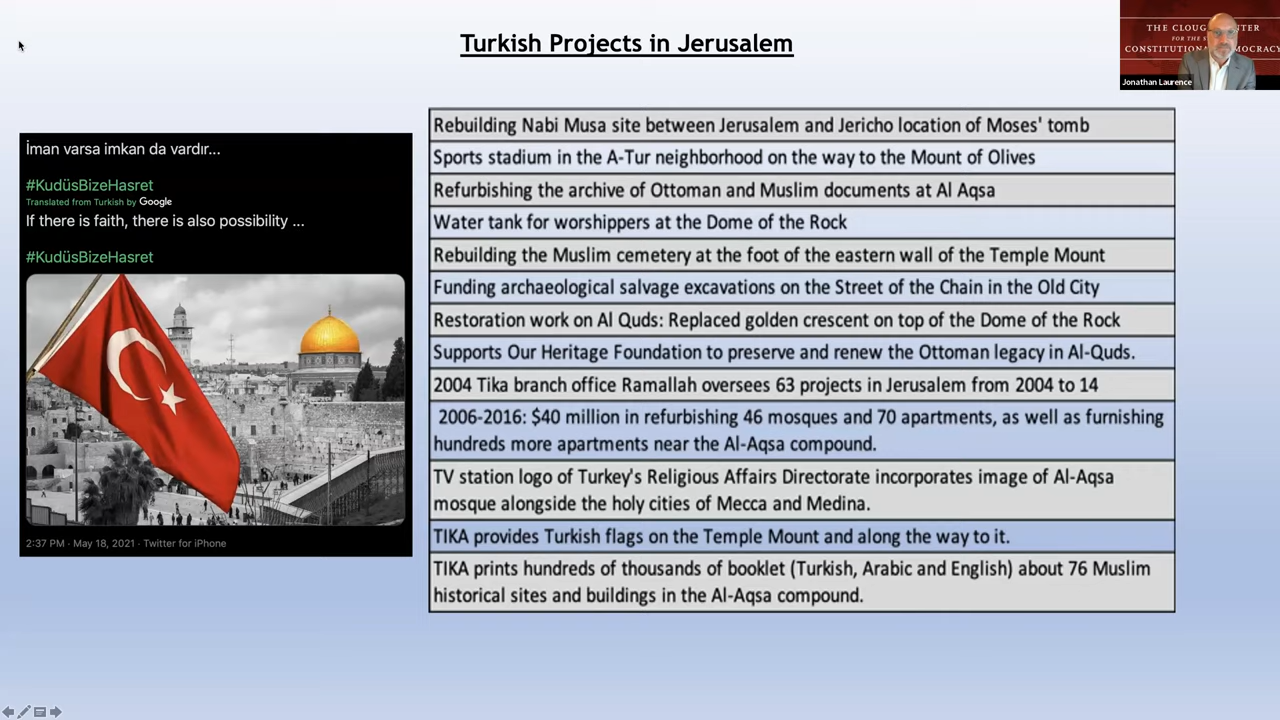 Turkish Projects in Jerusalem
THE CLOUG
TER
FOR THE S
CONSTITUTION
MOCRACY
Jonathan Laurence
İman varsa imkan da vardır...
#KudüsBizeHasret
Translated from Turkish by Google
If there is faith, there is also possibility ...
#KudüsBizeHasret
2:37 PM · May 18, 2021 · Twitter for iPhone
Rebuilding Nabi Musa site between Jerusalem and Jericho location of Moses' tomb
Sports stadium in the A-Tur neighborhood on the way to the Mount of Olives
Refurbishing the archive of Ottoman and Muslim documents at Al Aqsa
Water tank for worshippers at the Dome of the Rock
Rebuilding the Muslim cemetery at the foot of the eastern wall of the Temple Mount
Funding archaeological salvage excavations on the Street of the Chain in the Old City
Restoration work on Al Quds: Replaced golden crescent on top of the Dome of the Rock
Supports Our Heritage Foundation to preserve and renew the Ottoman legacy in Al-Quds.
2004 Tika branch office Ramallah oversees 63 projects in Jerusalem from 2004 to 14
2006-2016: $40 million in refurbishing 46 mosques and 70 apartments, as well as furnishing
hundreds more apartments near the Al-Aqsa compound.
TV station logo of Turkey's Religious Affairs Directorate incorporates image of Al-Aqsa
mosque alongside the holy cities of Mecca and Medina.
TIKA provides Turkish flags on the Temple Mount and along the way to it.
TIKA prints hundreds of thousands of booklet (Turkish, Arabic and English) about 76 Muslim
historical sites and buildings in the Al-Aqsa compound.